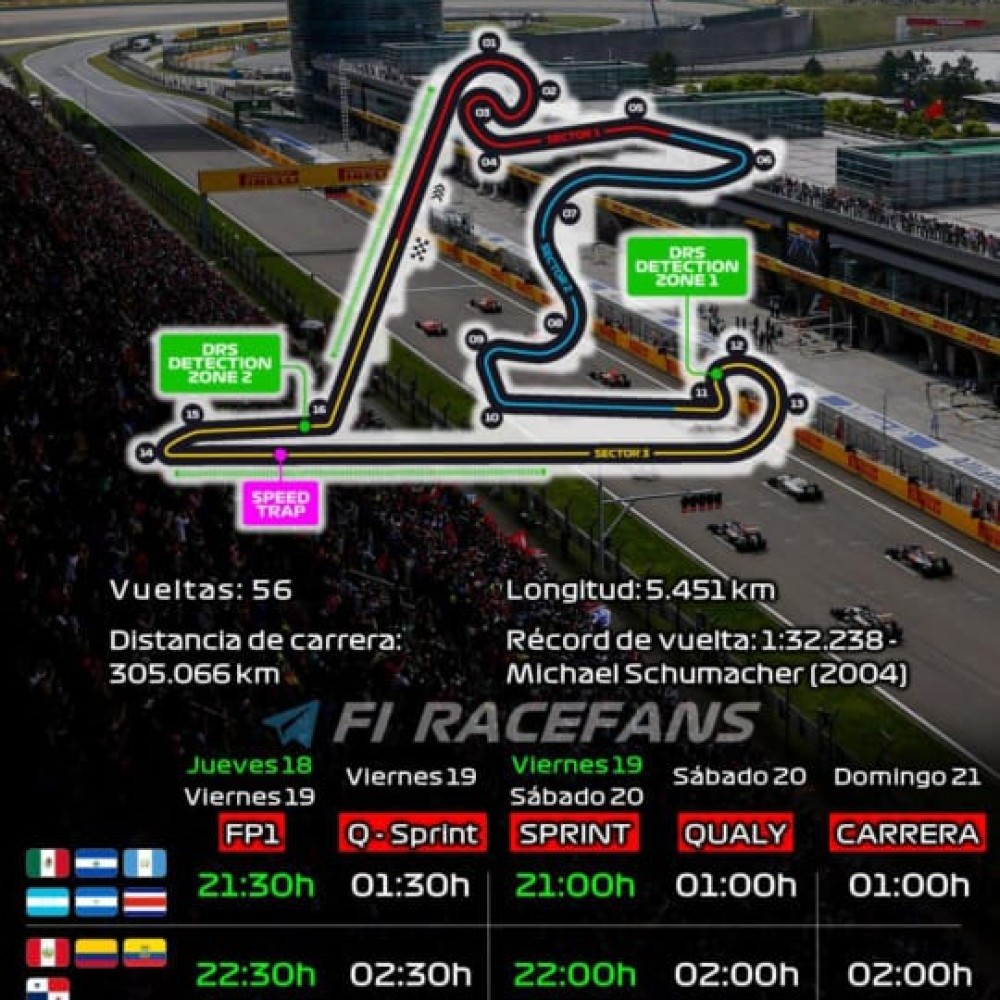 01
02
03
04
05
SECTOR 1
06
PIRELLI
PIRELLI
07
SECTOR 2
DRS
DETECTION
ZONE 1
08
09
10
11
12
13
DRS
DETECTION
ZONE 2
15
16
14
SECTOR 3
SPEED
TRAP
Vueltas: 56
Longitud: 5.451 km
Distancia de carrera:
305.066 km
Récord de vuelta: 1:32.238 -
Michael Schumacher (2004)
F1 RACEFANS
Jueves 18
Viernes 19
Viernes 19
Viernes 19
Sábado 20
Sábado 20
Domingo 21
FP1
Q - Sprint
SPRINT
QUALY
CARRERA
21:30h
01:30h
21:00h
01:00h
01:00h
22:30h
02:30h
22:00h
02:00h
02:00h